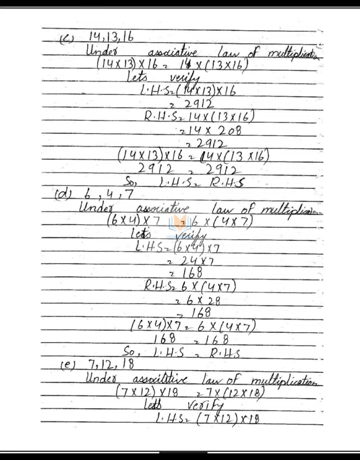 (c) 14,13,16
Under associative law of multiplication
(14×13)×16 = 14×(13×16)
Lets verify
L.H.S=(14×13)×16
= 2912
R.H.S=14×(13×16)
=14 × 208
=2912
(14×13)×16 = 14×(13×16)
2912 = 2912
So, L.H.S= R.H.S
(d) 6, 4, 7
Under associative law of multiplication
(6×4)×7 = 6×(4×7)
Let's verify
L.H.S=(6×4)×7
= 24×7
= 168
R.H.S= 6×(4×7)
= 6×28
= 168
(6×4)×7= 6×(4×7)
168 = 168
So, L.H.S = R.H.S
(e) 7,12,18
Under associtive law of multiplication
(7×12)×18 = 7×(12×18)
Lets verify
L.H.S= (7×12)×18